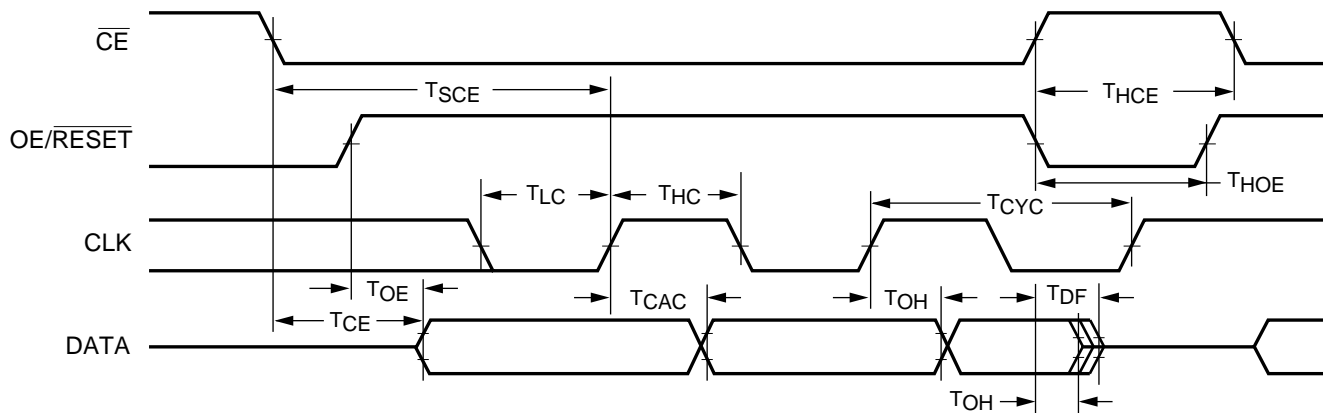 CE
TSCE
THCE
OE/RESET
TLC
THC
TCYC
THOE
CLK
TOE
TCAC
TOH
TDF
TCE
DATA
TOH